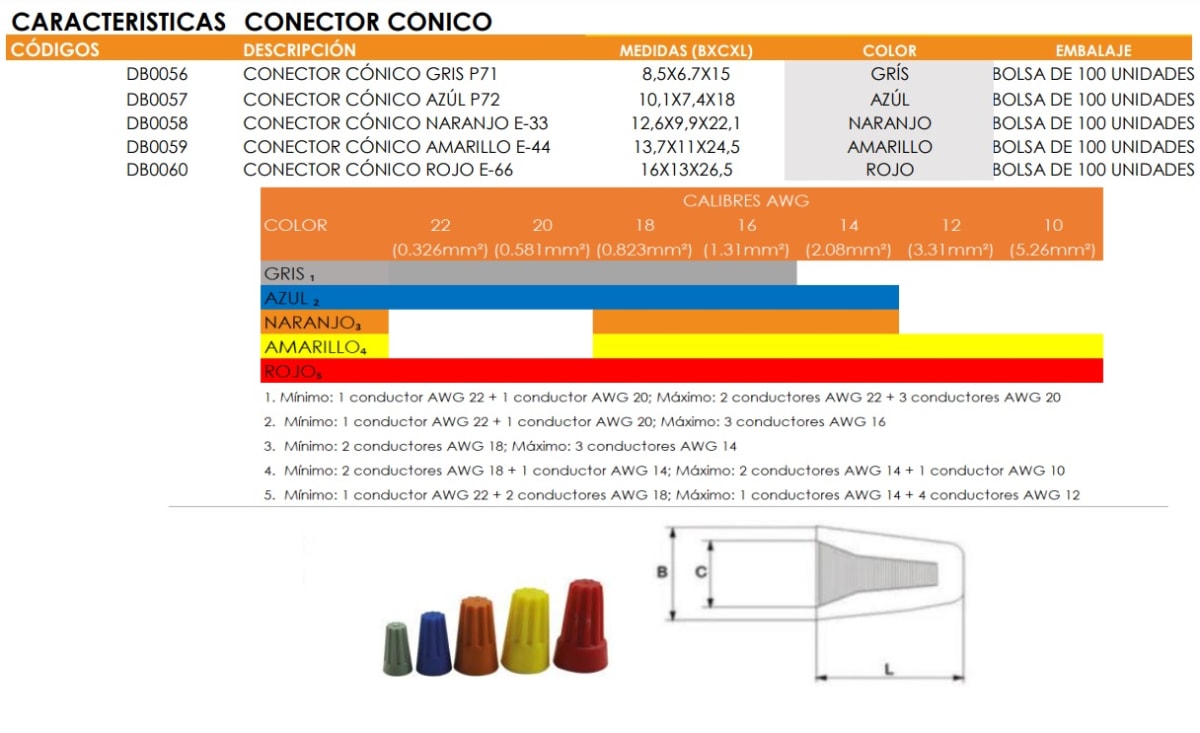 CARACTERÍSTICAS CONECTOR CÓNICO
CÓDIGOS DESCRIPCIÓN MEDIDAS (BXCXL) COLOR EMBALAJE
DB0056 CONECTOR CÓNICO GRIS P71 8,5X6.7X15 GRÍS BOLSA DE 100 UNIDADES
DB0057 CONECTOR CÓNICO AZÚL P72 10,1X7,4X18 AZÚL BOLSA DE 100 UNIDADES
DB0058 CONECTOR CÓNICO NARANJO E-33 12,6X9,9X22,1 NARANJO BOLSA DE 100 UNIDADES
DB0059 CONECTOR CÓNICO AMARILLO E-44 13,7X11X24,5 AMARILLO BOLSA DE 100 UNIDADES
DB0060 CONECTOR CÓNICO ROJO E-66 16X13X26,5 ROJO BOLSA DE 100 UNIDADES
CALIBRES AWG
COLOR 22 20 18 16 14 12 10
(0.326mm²) (0.581mm²) (0.823mm²) (1.31mm²) (2.08mm²) (3.31mm²) (5.26mm²)
GRIS ₁
AZUL ₂
NARANJO₃
AMARILLO₄
ROJO₅
1. Mínimo: 1 conductor AWG 22 + 1 conductor AWG 20; Máximo: 2 conductores AWG 22 + 3 conductores AWG 20
2. Mínimo: 1 conductor AWG 22 + 1 conductor AWG 20; Máximo: 3 conductores AWG 16
3. Mínimo: 2 conductores AWG 18; Máximo: 3 conductores AWG 14
4. Mínimo: 2 conductores AWG 18 + 1 conductor AWG 14; Máximo: 2 conductores AWG 14 + 1 conductor AWG 10
5. Mínimo: 1 conductor AWG 22 + 2 conductores AWG 18; Máximo: 1 conductores AWG 14 + 4 conductores AWG 12
B C
L